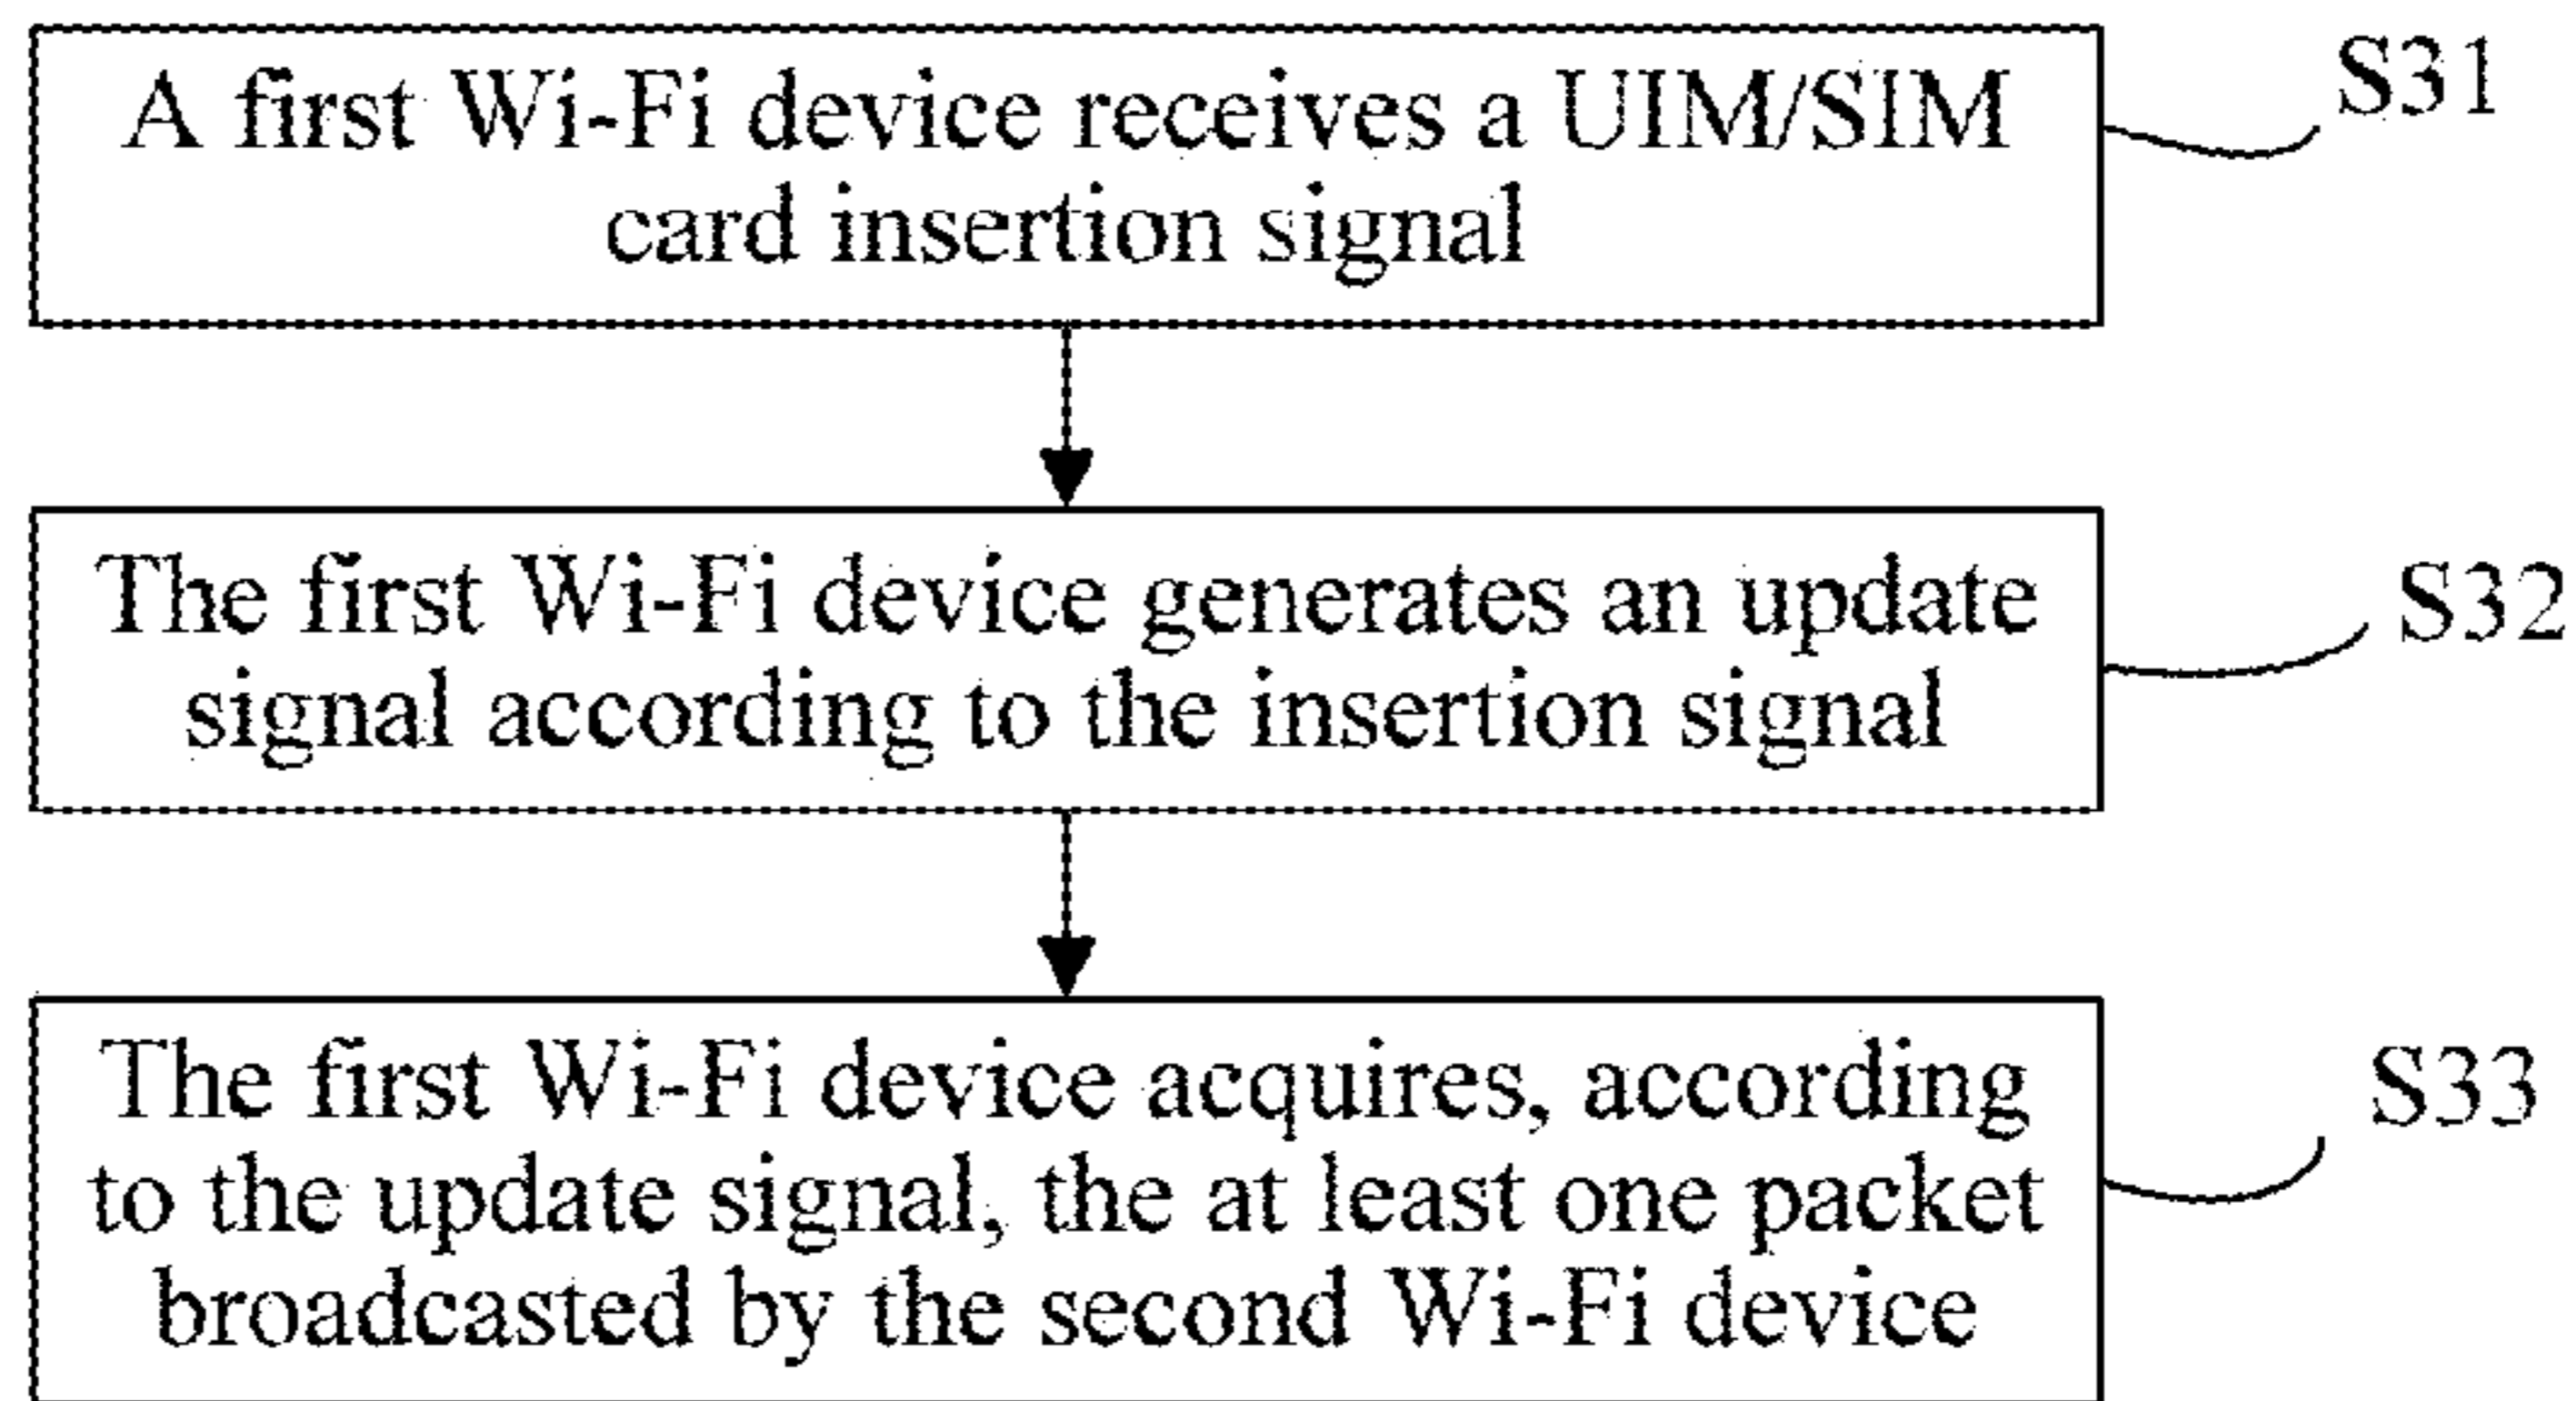 A first Wi-Fi device receives a UIM/SIM
card insertion signal
S31
The first Wi-Fi device generates an update
signal according to the insertion signal
S32
The first Wi-Fi device acquires, according
to the update signal, the at least one packet
broadcasted by the second Wi-Fi device
S33